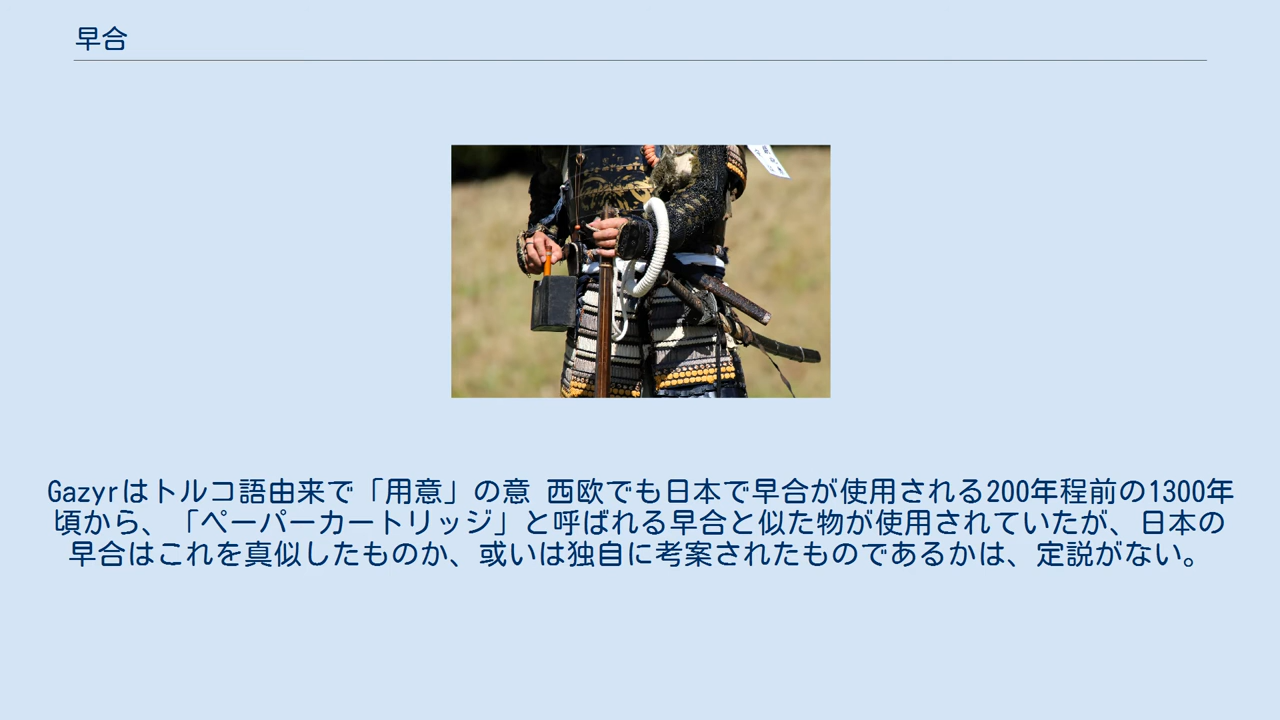 早合
Gazyrはトルコ語由来で「用意」の意 西欧でも日本で早合が使用される200年程前の1300年
頃から、「ペーパーカートリッジ」と呼ばれる早合と似た物が使用されていたが、日本の
早合はこれを真似したものか、或いは独自に考案されたものであるかは、定説がない。